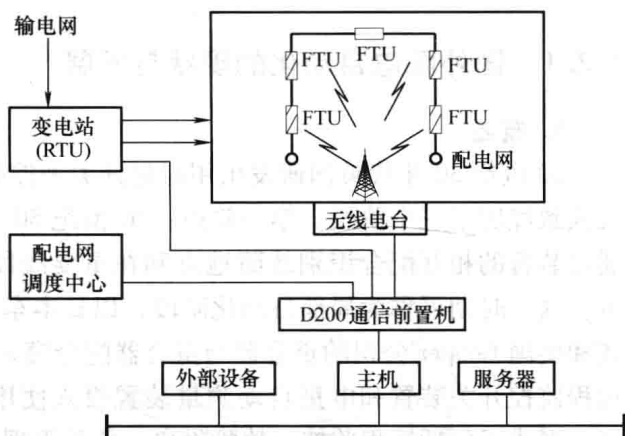 输电网
变电站
(RTU)
FTU
FTU
FTU
FTU
FTU
配电网
无线电台
配电网
调度中心
D200通信前置机
外部设备
主机
服务器